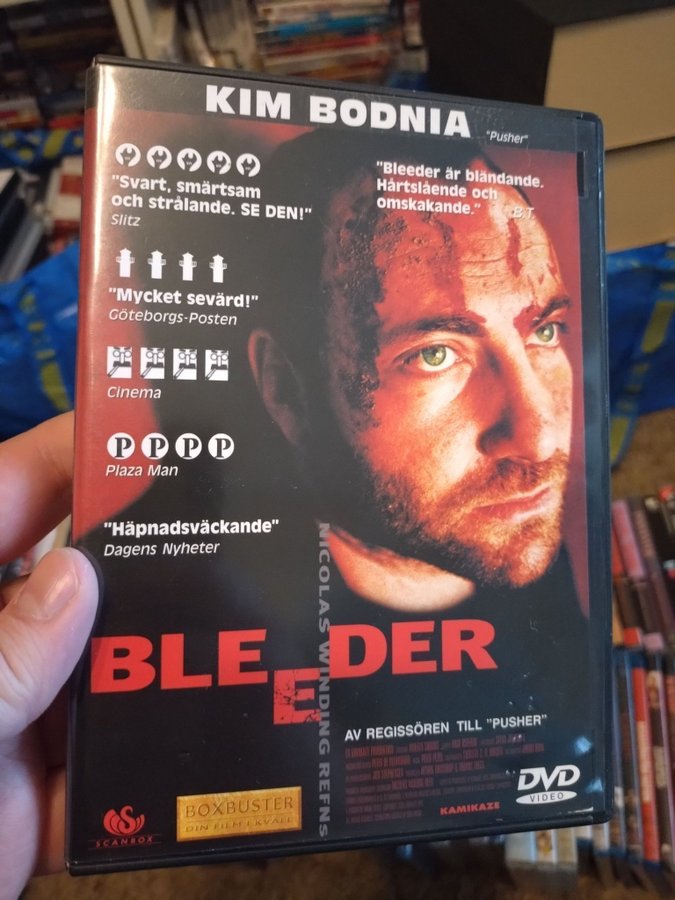 KIM BODNIA
"Pusher"
"Svart, smärtsam
och strålande. SE DEN!"
Slitz
"Bleeder är bländande.
Hårtslående och
omskakande."
B.T
"Mycket sevärd!"
Göteborgs-Posten
Cinema
P P P P
Plaza Man
"Häpnadsväckande"
Dagens Nyheter
NICOLAS WINDING REFNS
BLEEDER
AV REGISSÖREN TILL "PUSHER"
SCANBOX
BOXBUSTER
DIN FILM I KVÄLL
KAMIKAZE
DVD
VIDEO